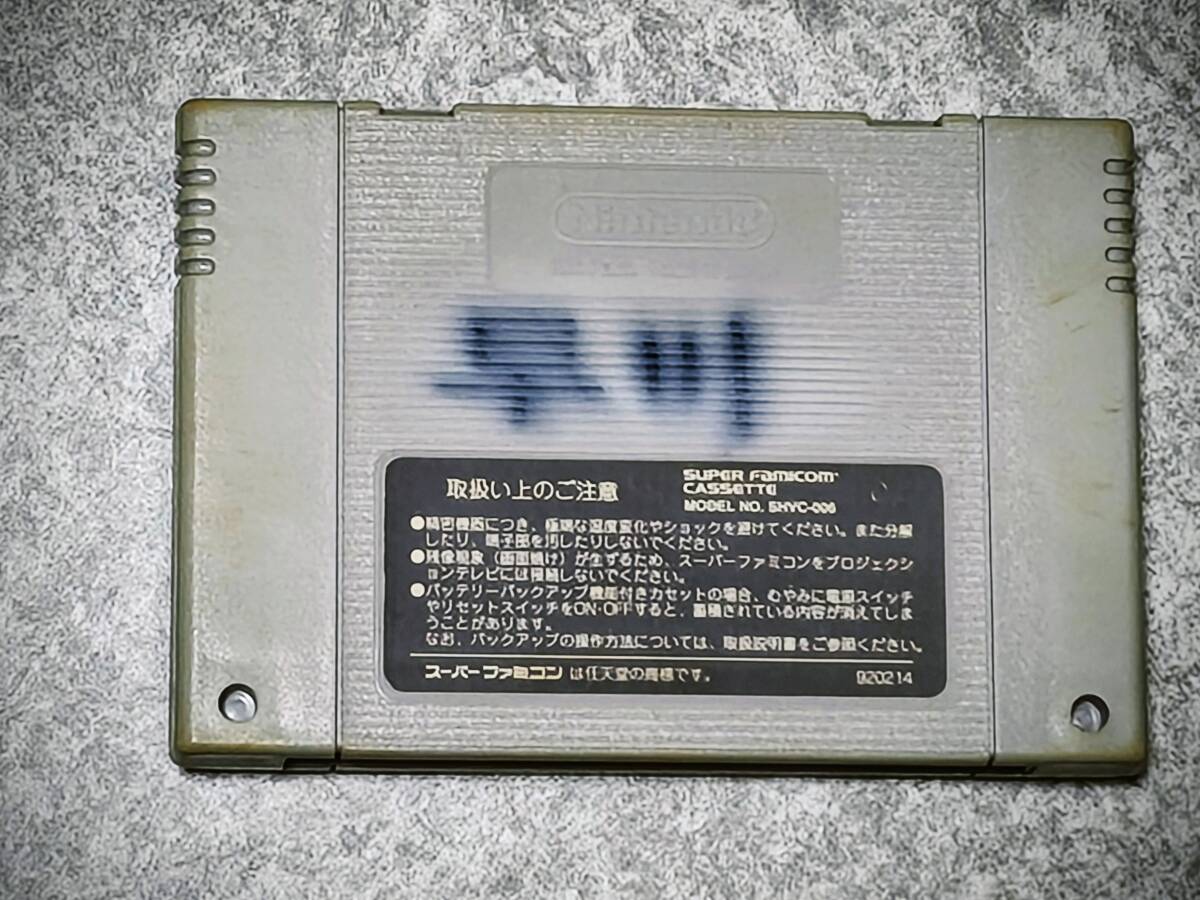 Nintendo
取扱い上のご注意
SUPER FAMICOM
CASSETTE
MODEL NO. SHVC-006
●精密機器につき、極端な温度変化やショックを避けてください。また分解
したり、端子部を汚したりしないでください。
●残像現象（画面焼け）が生ずるため、スーパーファミコンをプロジェクシ
ョンテレビには接続しないでください。
●バッテリーバックアップ機能付きカセットの場合、むやみに電源スイッチ
やリセットスイッチをON・OFFすると、蓄積されている内容が消えてしま
うことがあります。
なお、バックアップの操作方法については、取扱説明書をご参照ください。
スーパーファミコン は任天堂の商標です。
920214